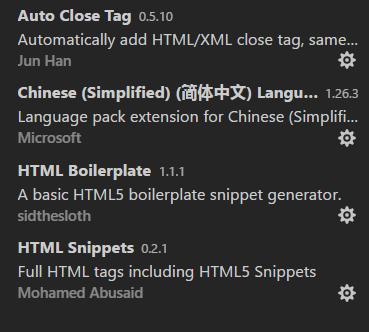 Auto Close Tag 0.5.10
Automatically add HTML/XML close tag, same...
Jun Han
Chinese (Simplified) (简体中文) Langu... 1.26.3
Language pack extension for Chinese (Simplifi...
Microsoft
HTML Boilerplate 1.1.1
A basic HTML5 boilerplate snippet generator.
sidthesloth
HTML Snippets 0.2.1
Full HTML tags including HTML5 Snippets
Mohamed Abusaid